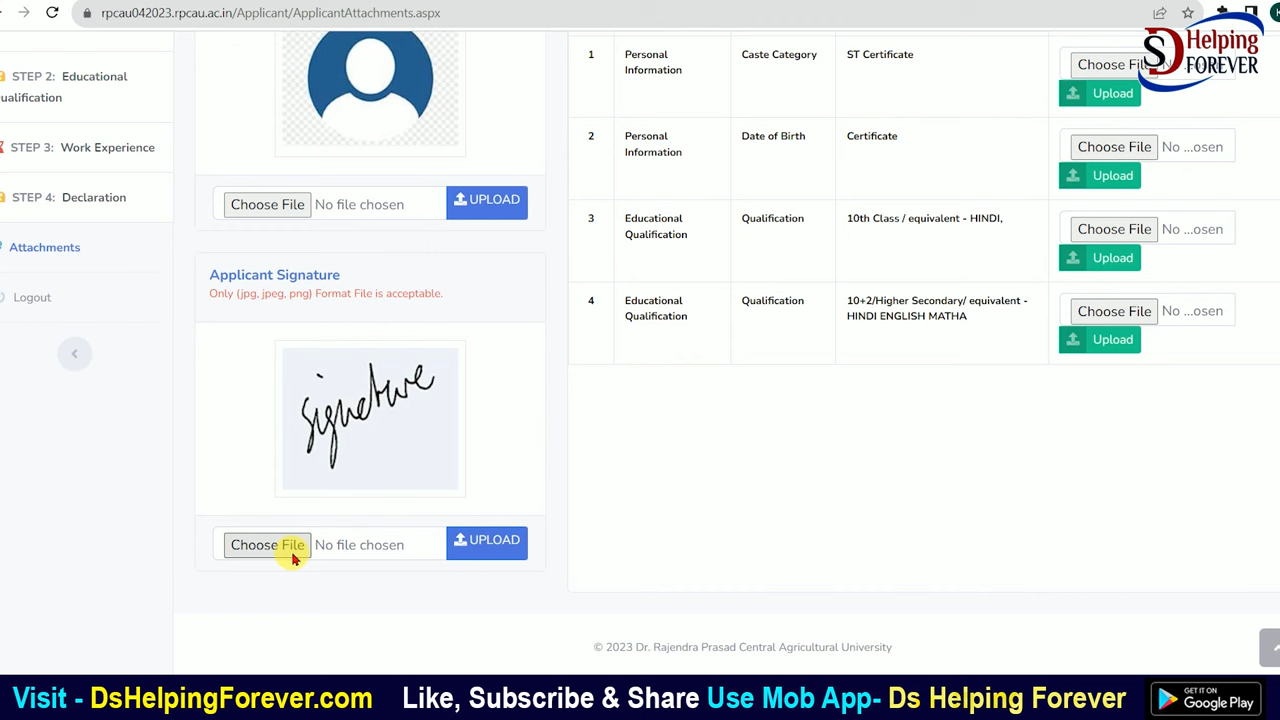 rpcau042023.rpcau.ac.in/Applicant/ApplicantAttachments.aspx
Helping
FOREVER
STEP 2: Educational
ualification
STEP 3: Work Experience
STEP 4: Declaration
Attachments
Logout
Choose File No file chosen
UPLOAD
Applicant Signature
Only (jpg, jpeg, png) Format File is acceptable.
signature
Choose File No file chosen
UPLOAD
1 Personal Information Caste Category ST Certificate
Choose Fil
Upload
2 Personal Information Date of Birth Certificate
Choose File No ...osen
Upload
3 Educational Qualification Qualification 10th Class / equivalent - HINDI,
Choose File No ...osen
Upload
4 Educational Qualification Qualification 10+2/Higher Secondary/ equivalent - HINDI ENGLISH MATHA
Choose File No ...osen
Upload
© 2023 Dr. Rajendra Prasad Central Agricultural University
Visit - DsHelpingForever.com Like, Subscribe & Share Use Mob App- Ds Helping Forever
GET IT ON
Google Play